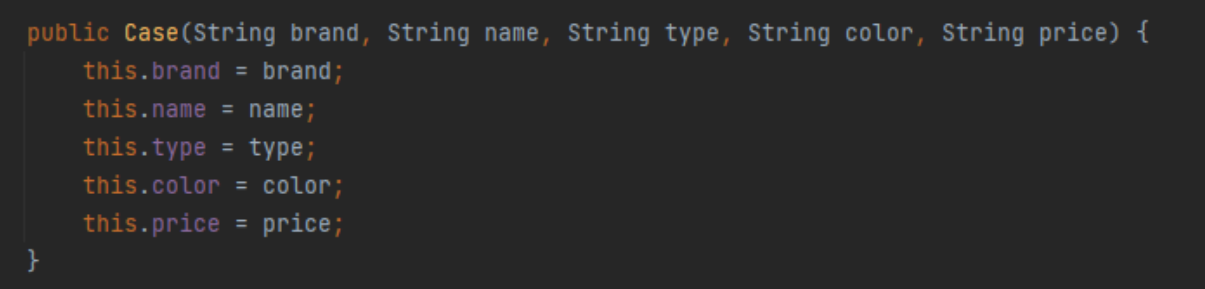 public Case(String brand, String name, String type, String color, String price) {
    this.brand = brand;
    this.name = name;
    this.type = type;
    this.color = color;
    this.price = price;
}